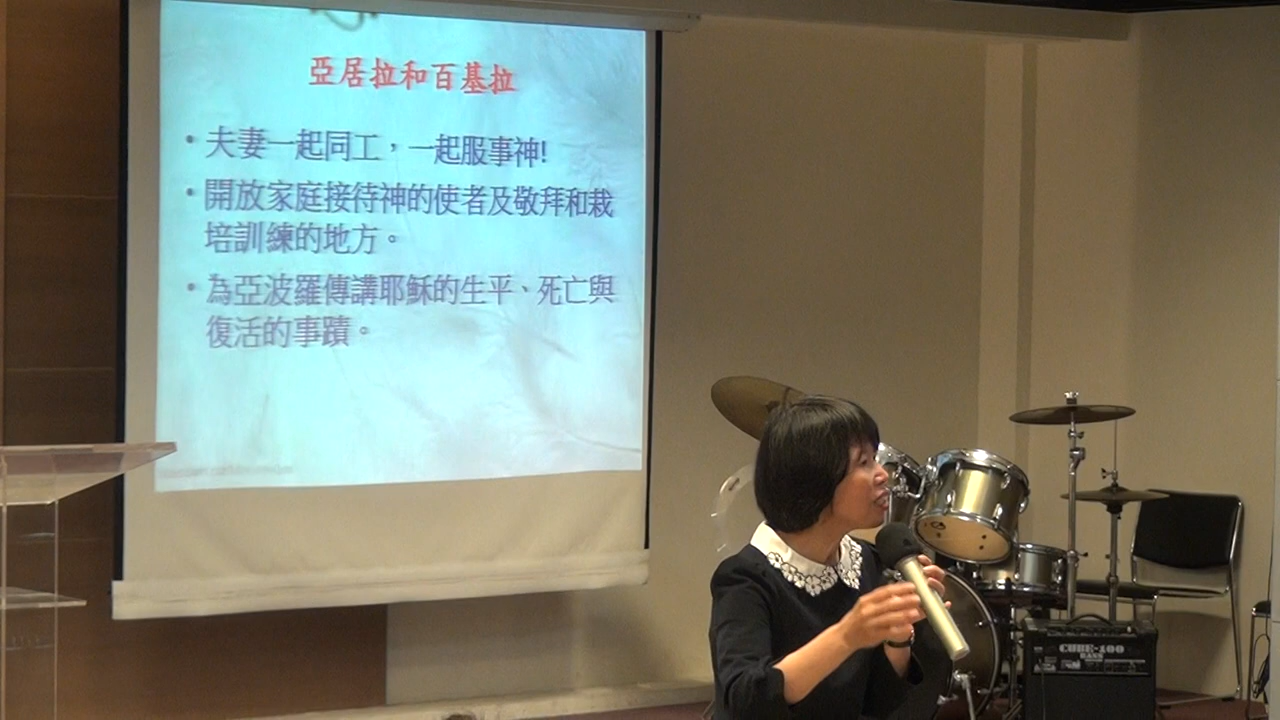 亞居拉和百基拉
• 夫妻一起同工，一起服事神!
• 開放家庭接待神的使者及敬拜和栽
培訓練的地方。
• 為亞波羅傳講耶穌的生平、死亡與
復活的事蹟。
CUBE-100
BASS